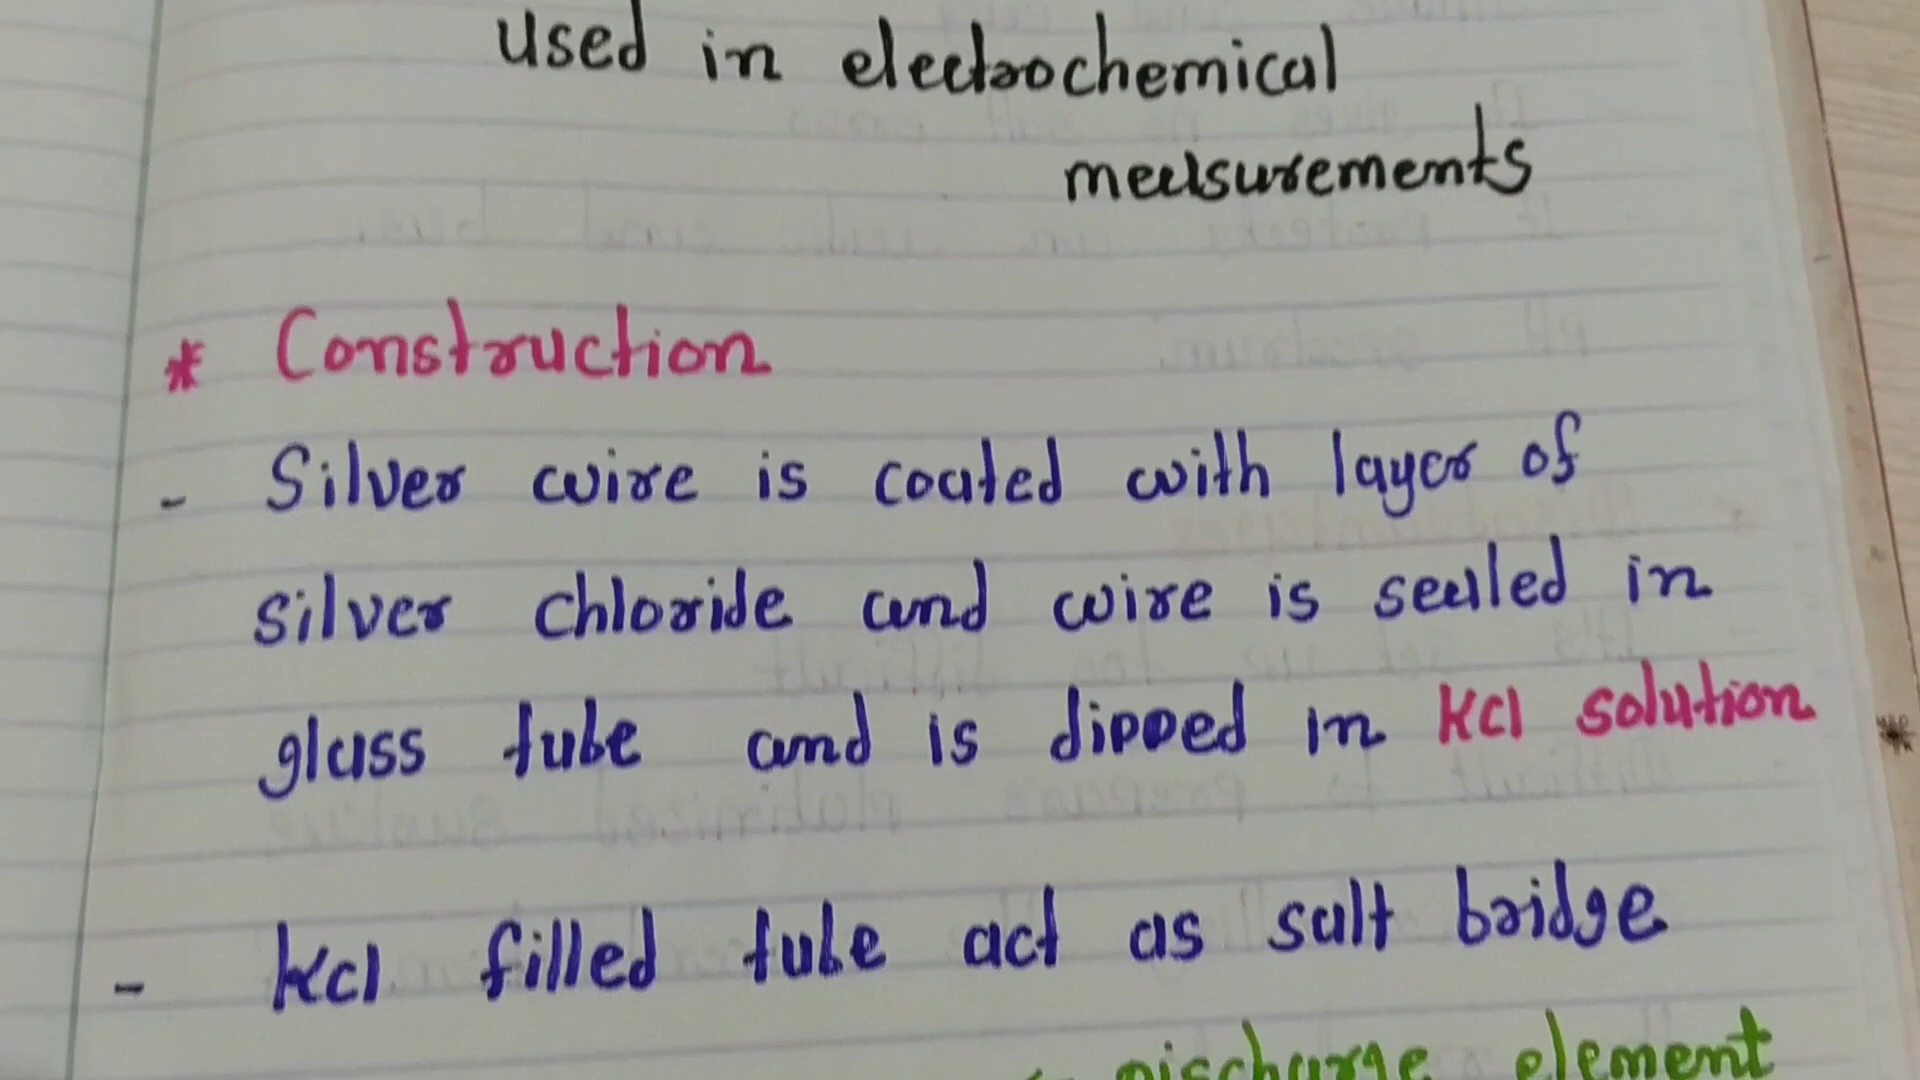 used in electrochemical
measurements
* Construction
- Silver wire is coated with layer of
silver chloride and wire is sealed in
glass tube and is dipped in KCl solution
- KCl filled tube act as salt bridge
element